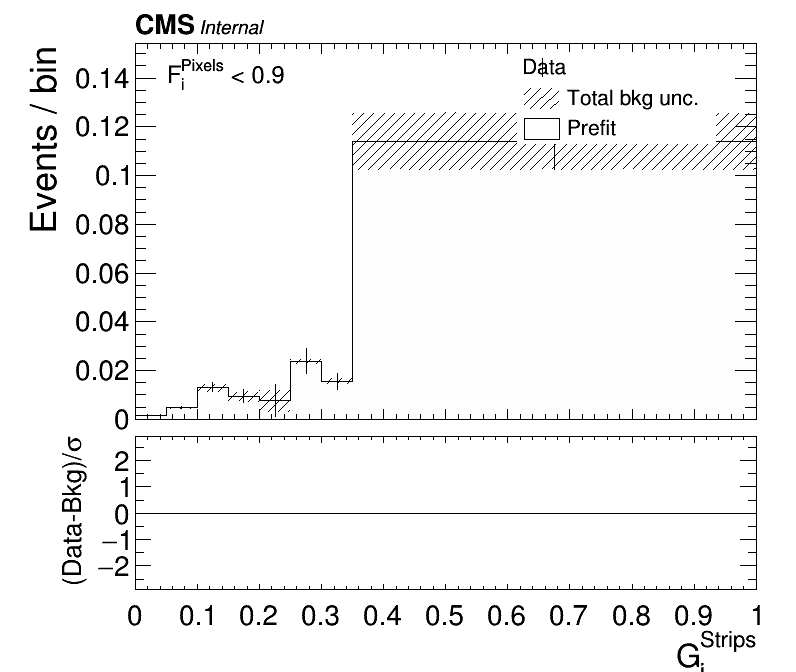 CMS Internal
F_i^Pixels < 0.9
Data
Total bkg unc.
Prefit
Events / bin
0.14
0.12
0.1
0.08
0.06
0.04
0.02
0
(Data-Bkg)/σ
2
1
0
−1
−2
0 0.1 0.2 0.3 0.4 0.5 0.6 0.7 0.8 0.9 1
G_i^Strips